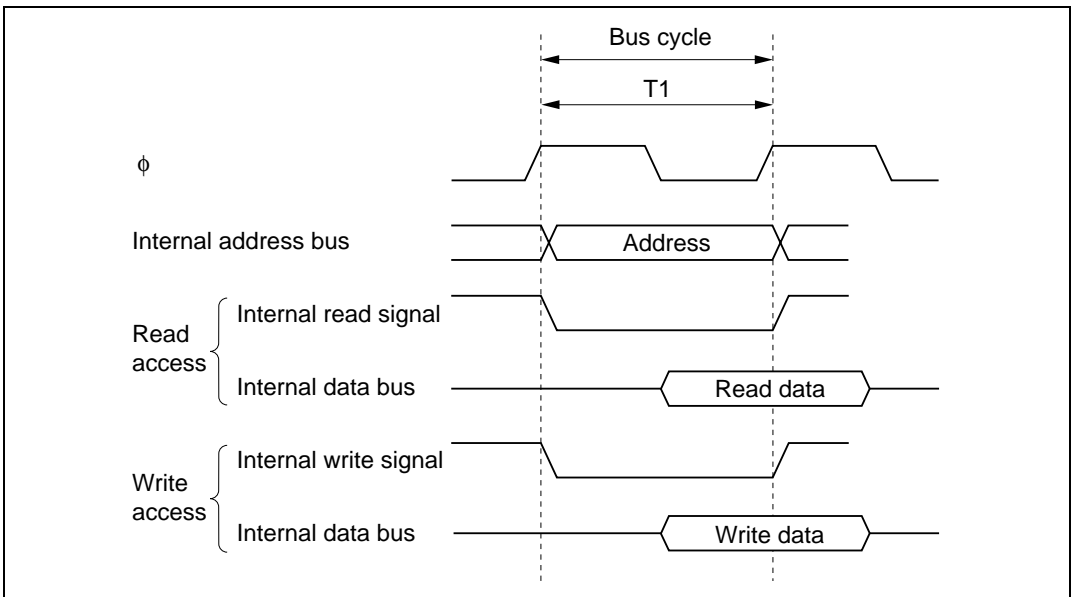 Bus cycle
T1
ϕ
Internal address bus
Address
Read
access
Internal read signal
Internal data bus
Read data
Write
access
Internal write signal
Internal data bus
Write data